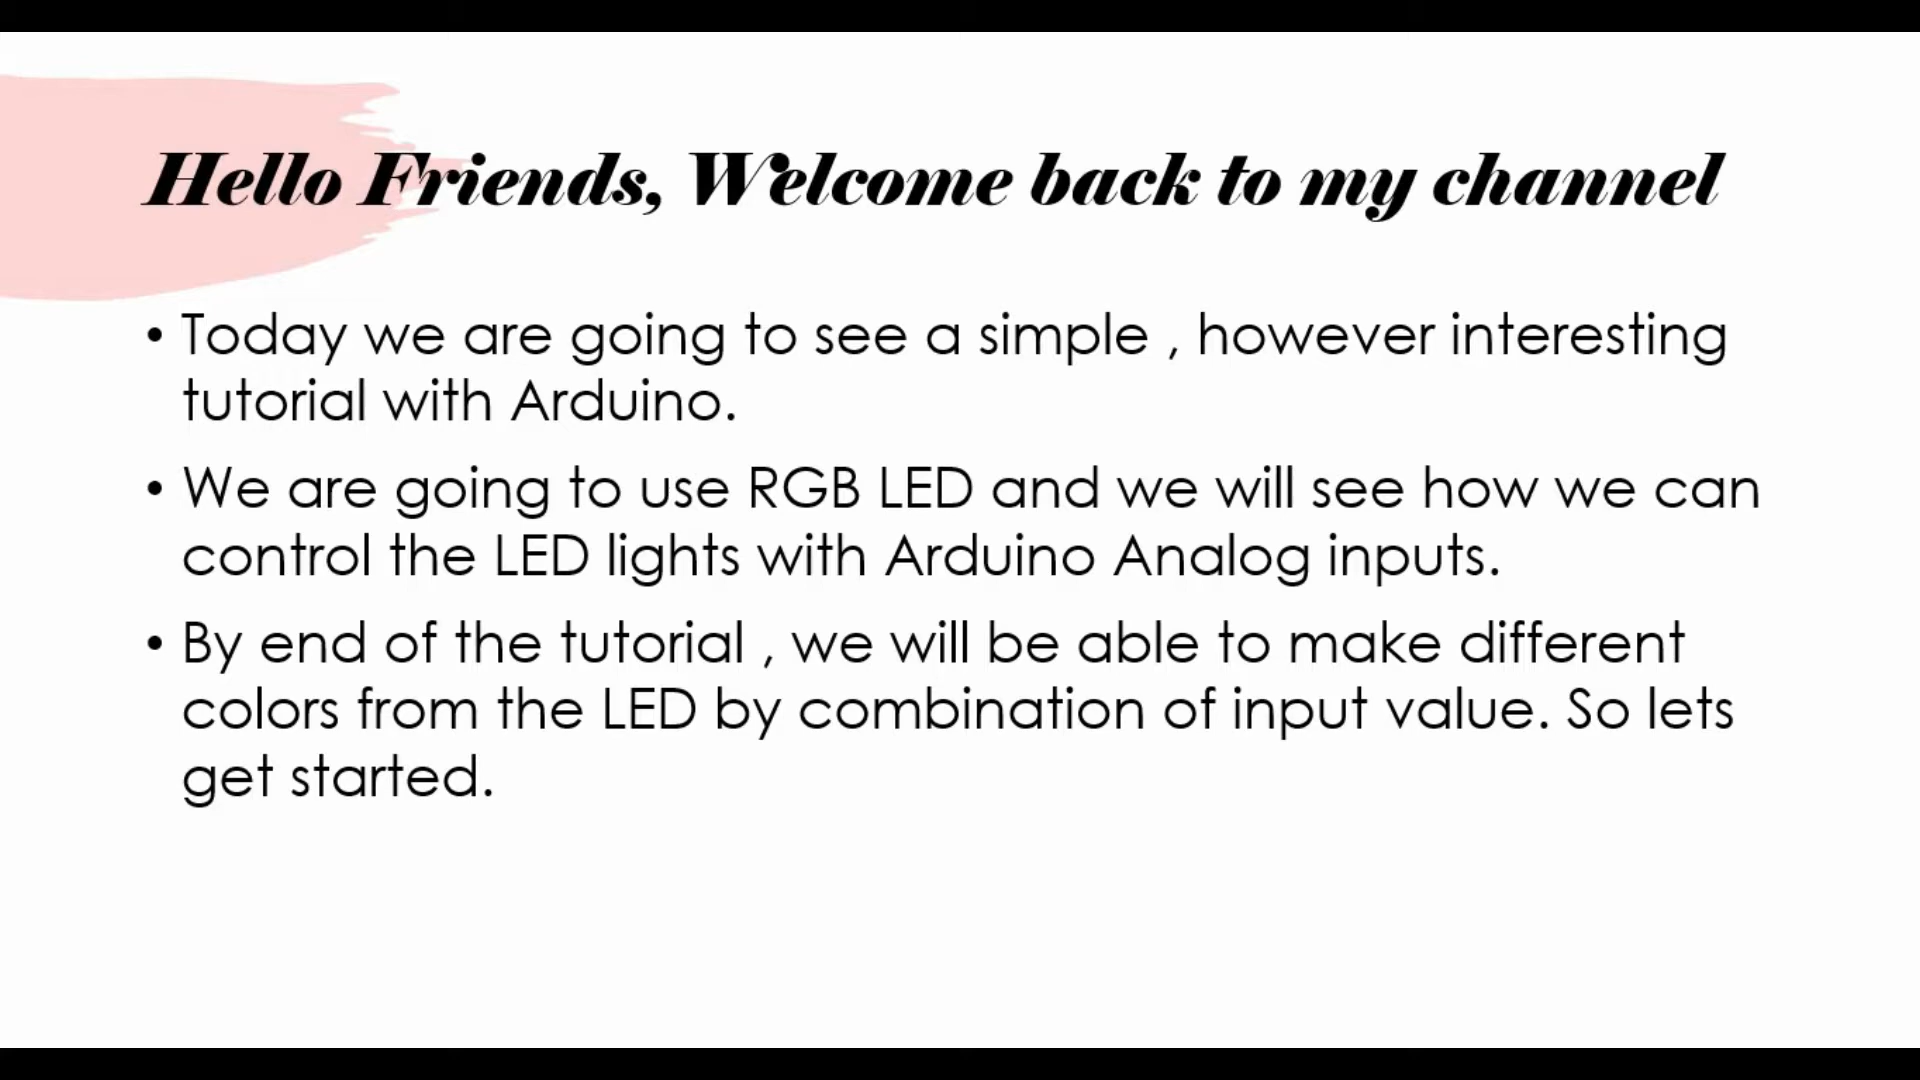 Hello Friends, Welcome back to my channel
• Today we are going to see a simple , however interesting
tutorial with Arduino.
• We are going to use RGB LED and we will see how we can
control the LED lights with Arduino Analog inputs.
• By end of the tutorial , we will be able to make different
colors from the LED by combination of input value. So lets
get started.